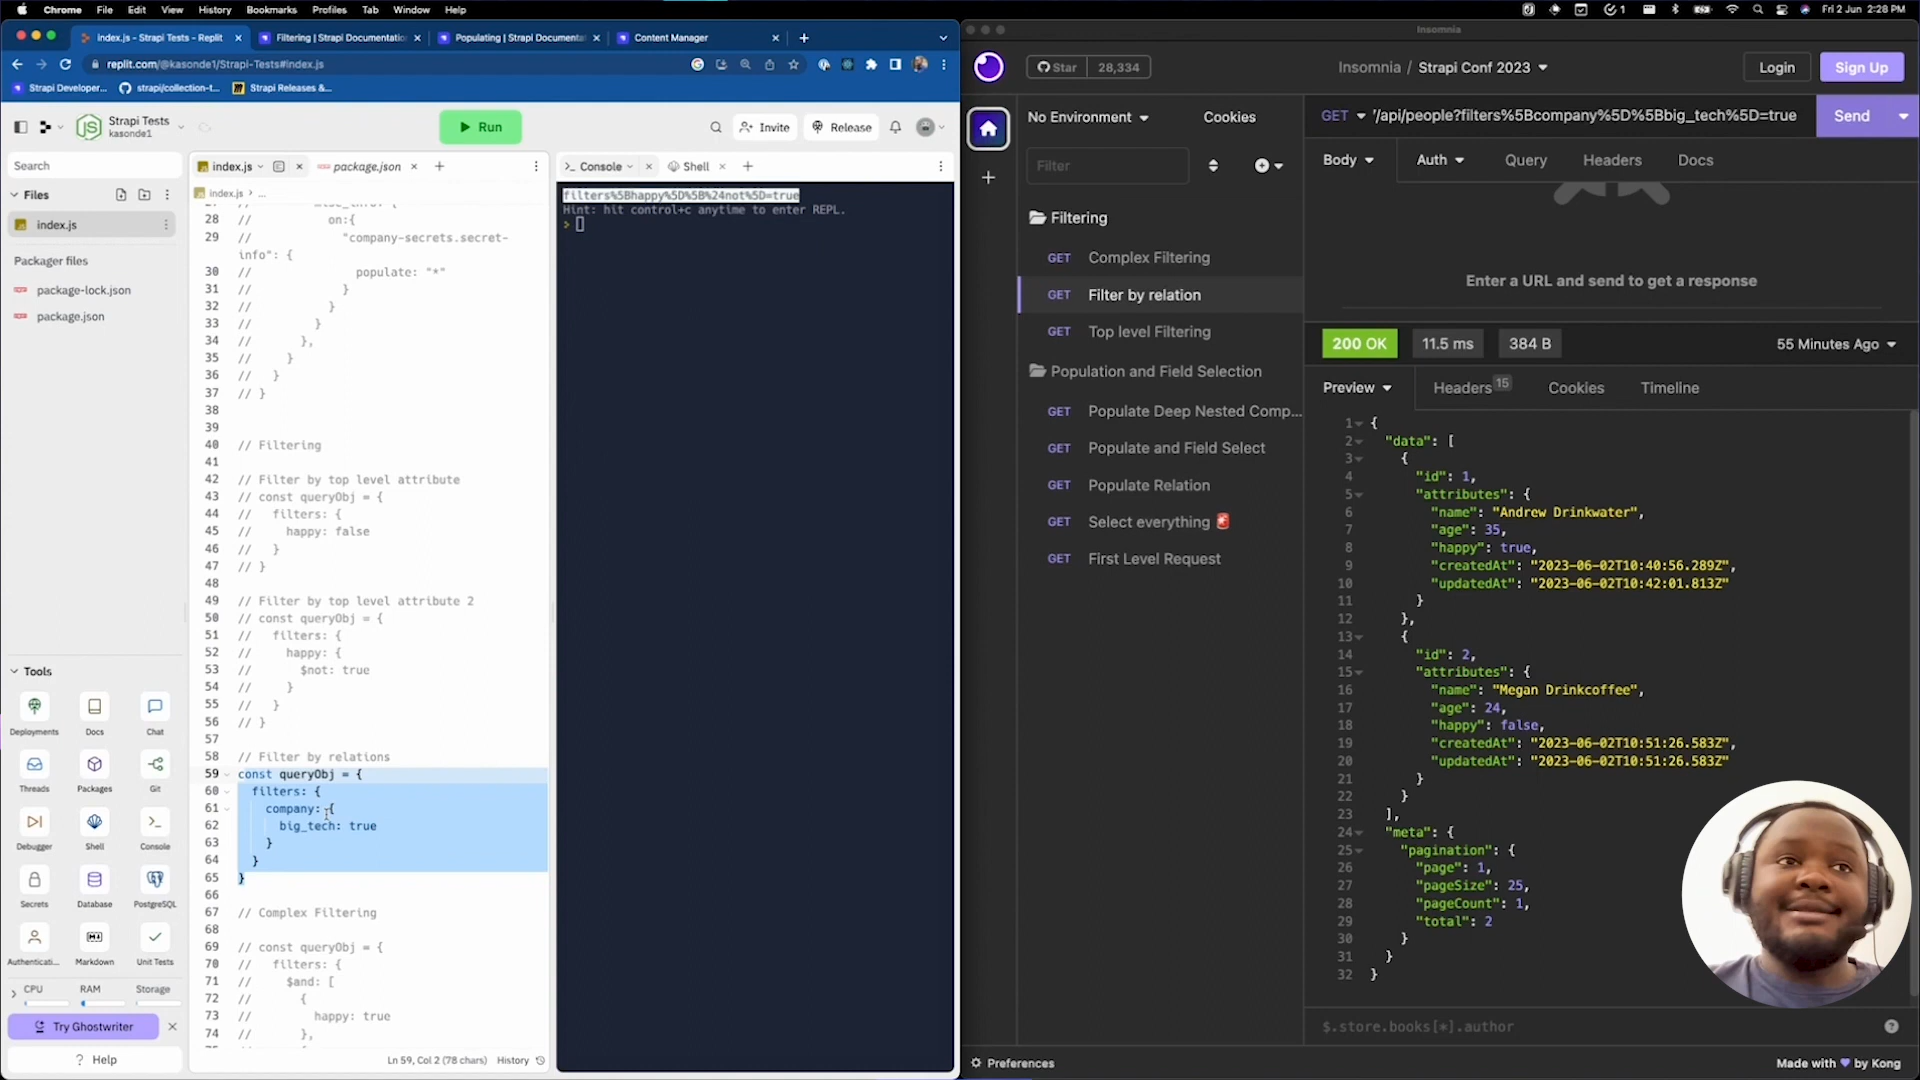 Chrome File Edit View History Bookmarks Profiles Tab Window Help
1 Fri 2 Jun 2:28 PM
index.js - Strapi Tests - Replit
Filtering | Strapi Documentatio
Populating | Strapi Documenta
Content Manager
replit.com/@kasonde1/Strapi-Tests#index.js
Strapi Developer...
strapi/collection-t...
Strapi Releases &...
Strapi Tests
kasonde1
Run
Invite
Release
Search
Files
index.js
Packager files
package-lock.json
package.json
Tools
Deployments
Docs
Chat
Threads
Packages
Git
Debugger
Shell
Console
Secrets
Database
PostgreSQL
Authenticati...
Markdown
Unit Tests
CPU
RAM
Storage
Try Ghostwriter
? Help
index.js
package.json
index.js > ...
28 // on:{
29 // "company-secrets.secret-
info": {
30 // populate: "*"
31 // }
32 // }
33 // }
34 // },
35 // }
36 // }
37 // }
38
39
40 // Filtering
41
42 // Filter by top level attribute
43 // const queryObj = {
44 // filters: {
45 // happy: false
46 // }
47 // }
48
49 // Filter by top level attribute 2
50 // const queryObj = {
51 // filters: {
52 // happy: {
53 // $not: true
54 // }
55 // }
56 // }
57
58 // Filter by relations
59 const queryObj = {
60 filters: {
61 company: {
62 big_tech: true
63 }
64 }
65 }
66
67 // Complex Filtering
68
69 // const queryObj = {
70 // filters: {
71 // $and: [
72 // {
73 // happy: true
74 // },
Ln 59, Col 2 (78 chars)
History
Console
Shell
filters%5Bhappy%5D%5B%24not%5D=true
Hint: hit control+c anytime to enter REPL.
>
Insomnia
Star 28,334
Insomnia / Strapi Conf 2023
Login
Sign Up
No Environment
Cookies
Filter
Filtering
GET Complex Filtering
GET Filter by relation
GET Top level Filtering
Population and Field Selection
GET Populate Deep Nested Comp...
GET Populate and Field Select
GET Populate Relation
GET Select everything 🚨
GET First Level Request
Preferences
GET '/api/people?filters%5Bcompany%5D%5Bbig_tech%5D=true
Send
Body
Auth
Query
Headers
Docs
Enter a URL and send to get a response
200 OK
11.5 ms
384 B
55 Minutes Ago
Preview
Headers 15
Cookies
Timeline
1 {
2 "data": [
3 {
4 "id": 1,
5 "attributes": {
6 "name": "Andrew Drinkwater",
7 "age": 35,
8 "happy": true,
9 "createdAt": "2023-06-02T10:40:56.289Z",
10 "updatedAt": "2023-06-02T10:42:01.813Z"
11 }
12 },
13 {
14 "id": 2,
15 "attributes": {
16 "name": "Megan Drinkcoffee",
17 "age": 24,
18 "happy": false,
19 "createdAt": "2023-06-02T10:51:26.583Z",
20 "updatedAt": "2023-06-02T10:51:26.583Z"
21 }
22 }
23 ],
24 "meta": {
25 "pagination": {
26 "page": 1,
27 "pageSize": 25,
28 "pageCount": 1,
29 "total": 2
30 }
31 }
32 }
$.store.books[*].author
Made with 💜 by Kong